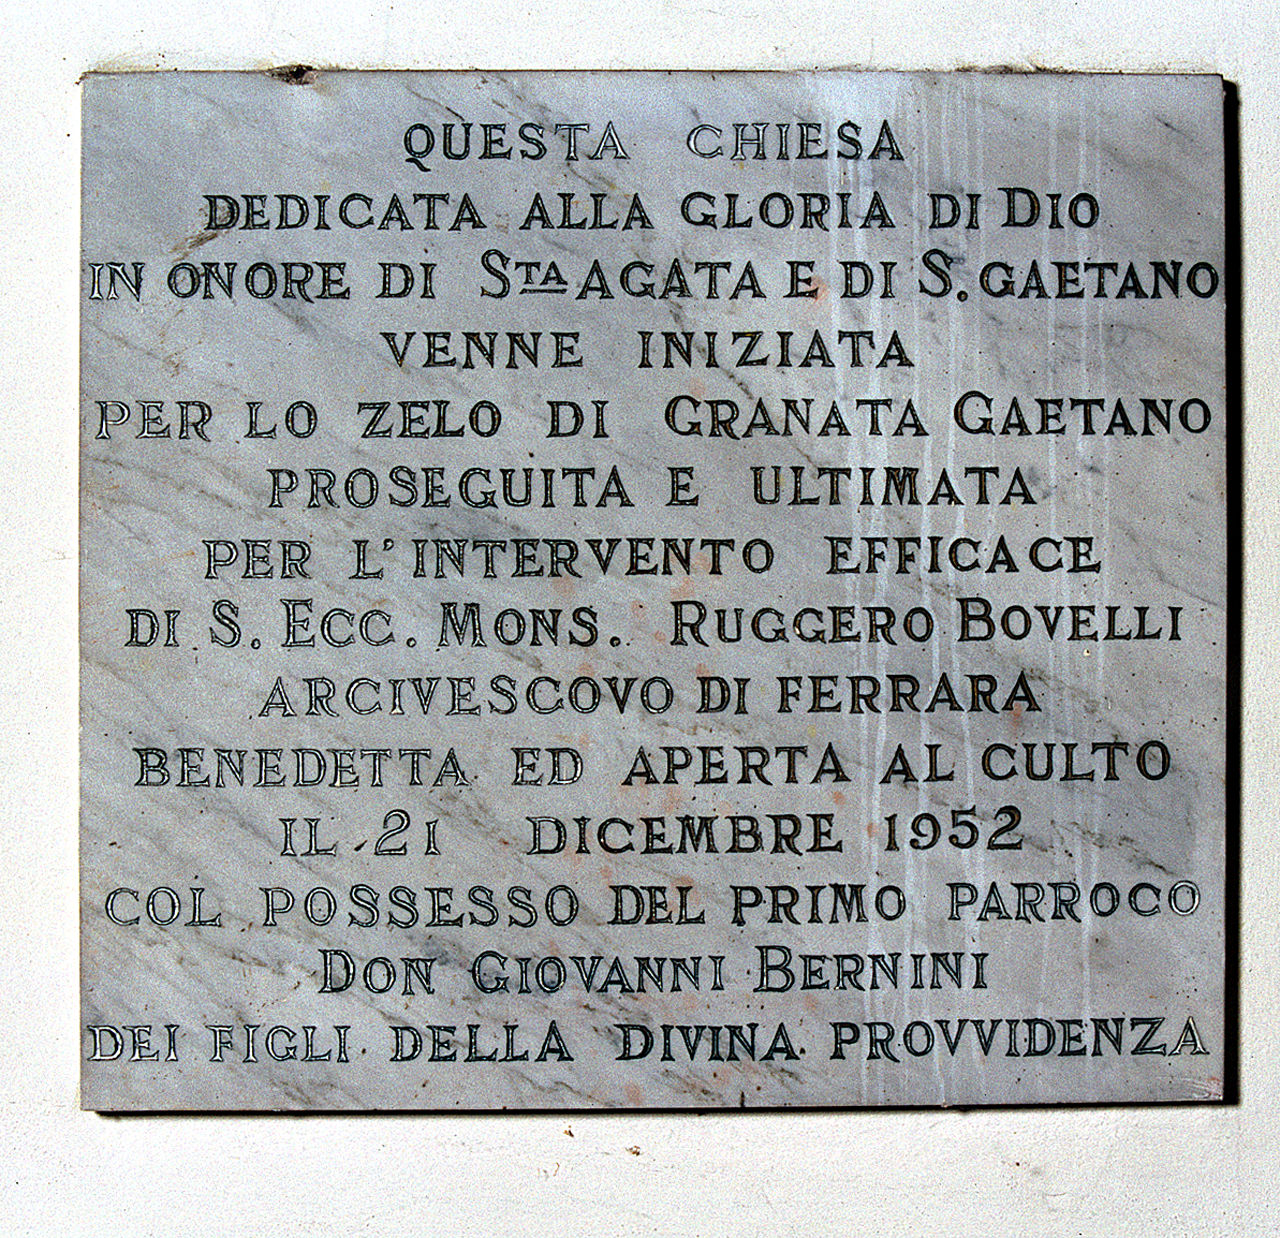 QUESTA CHIESA
DEDICATA ALLA GLORIA DI DIO
IN ONORE DI STA AGATA E DI S. GAETANO
VENNE INIZIATA
PER LO ZELO DI GRANATA GAETANO
PROSEGUITA E ULTIMATA
PER L'INTERVENTO EFFICACE
DI S. ECC. MONS. RUGGERO BOVELLI
ARCIVESCOVO DI FERRARA
BENEDETTA ED APERTA AL CULTO
IL 21 DICEMBRE 1952
COL POSSESSO DEL PRIMO PARROCO
DON GIOVANNI BERNINI
DEI FIGLI DELLA DIVINA PROVVIDENZA